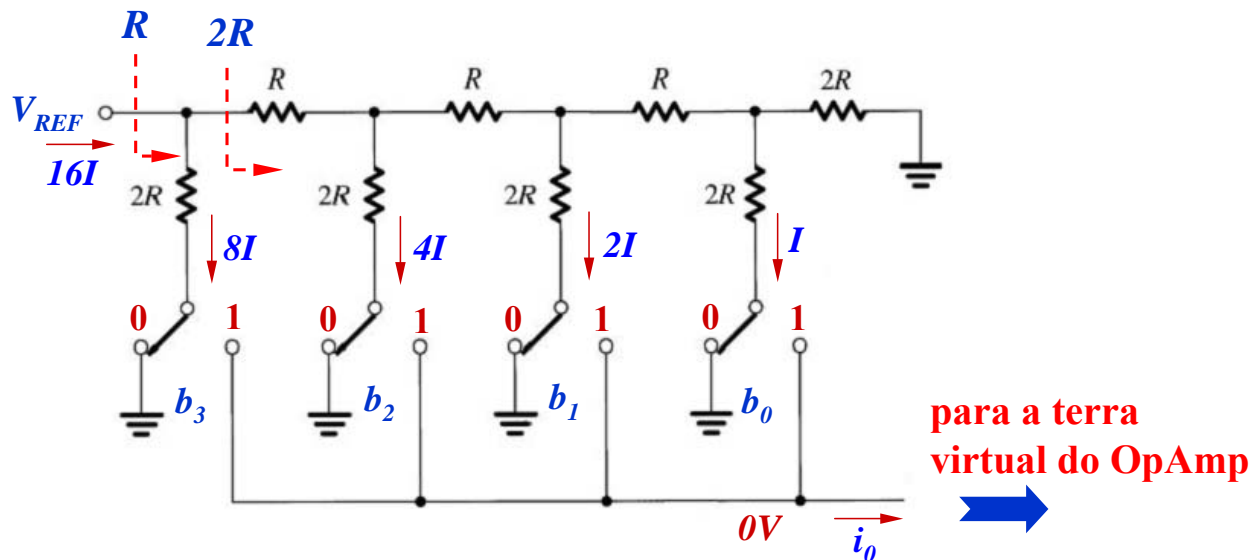 R
2R
R
R
R
2R
V_REF
16I
2R
2R
2R
2R
8I
4I
2I
I
0
1
0
1
0
1
0
1
b_3
b_2
b_1
b_0
para a terra
virtual do OpAmp
0V
i_0